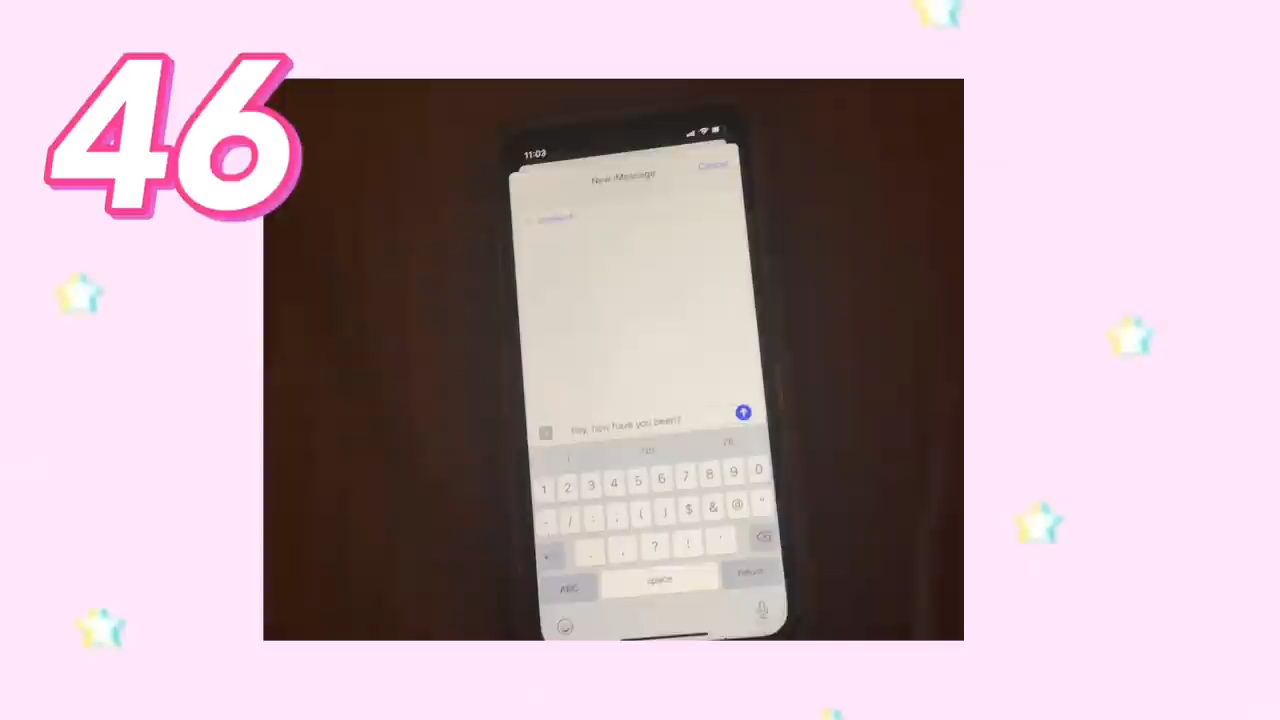 46
11:03
New iMessage
Cancel
Hey, how have you been?
1 2 3 4 5 6 7 8 9 0
- / : ; ( ) $ & @ "
. , ? ! '
ABC space return